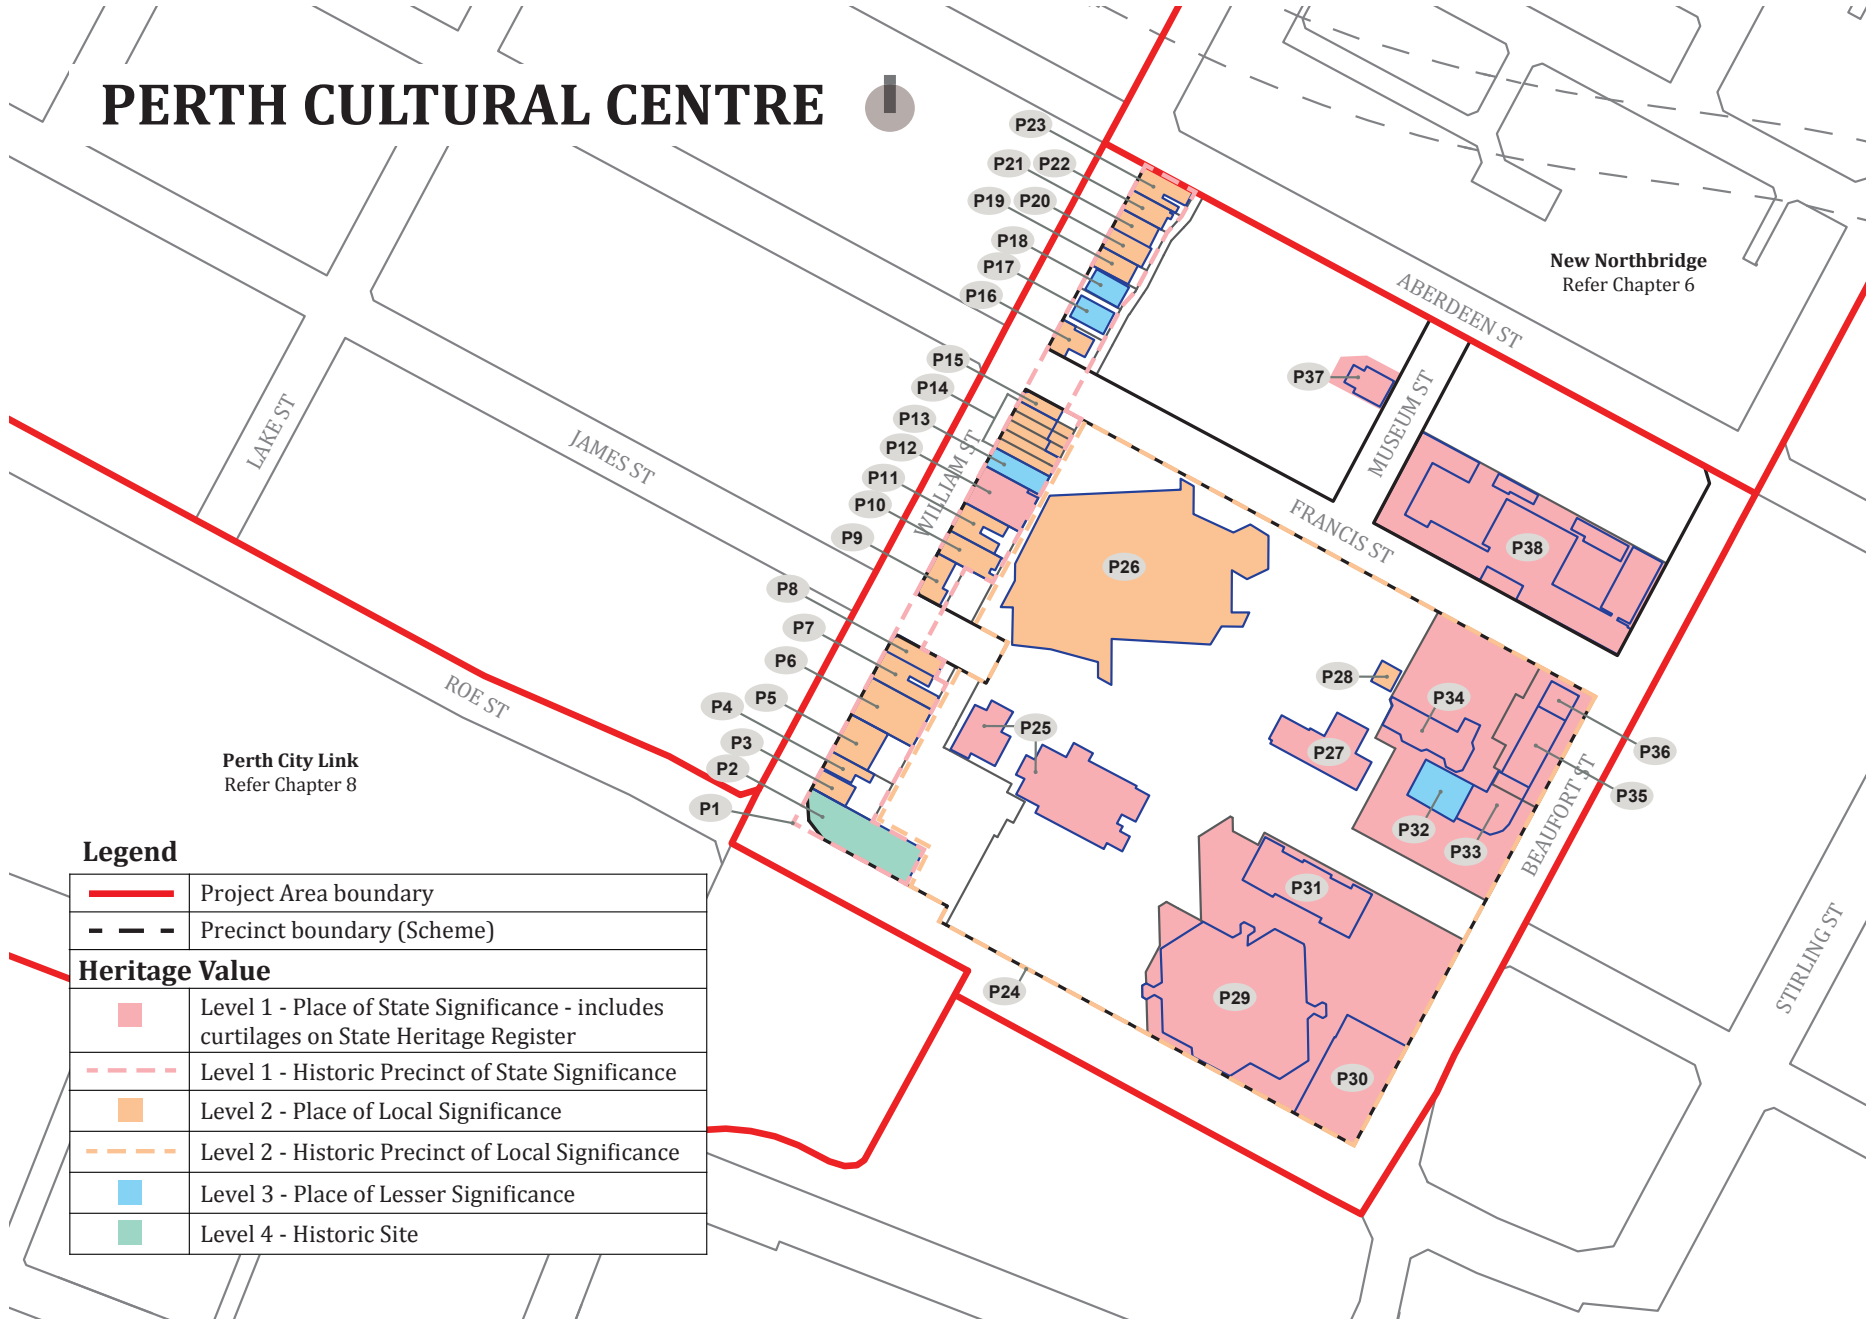 PERTH CULTURAL CENTRE
P23
P21 P22
P19 P20
P18
P17
P16
P15
P14
P13
P12
P11
P10
P9
P8
P7
P6
P5
P4
P3
P2
P1
P24
P25
P26
P27
P28
P29
P30
P31
P32
P33
P34
P35
P36
P37
P38
ABERDEEN ST
MUSEUM ST
FRANCIS ST
BEAUFORT ST
STIRLING ST
WILLIAM ST
JAMES ST
LAKE ST
ROE ST
New Northbridge
Refer Chapter 6
Perth City Link
Refer Chapter 8
Legend
Project Area boundary
Precinct boundary (Scheme)
Heritage Value
Level 1 - Place of State Significance - includes
curtilages on State Heritage Register
Level 1 - Historic Precinct of State Significance
Level 2 - Place of Local Significance
Level 2 - Historic Precinct of Local Significance
Level 3 - Place of Lesser Significance
Level 4 - Historic Site